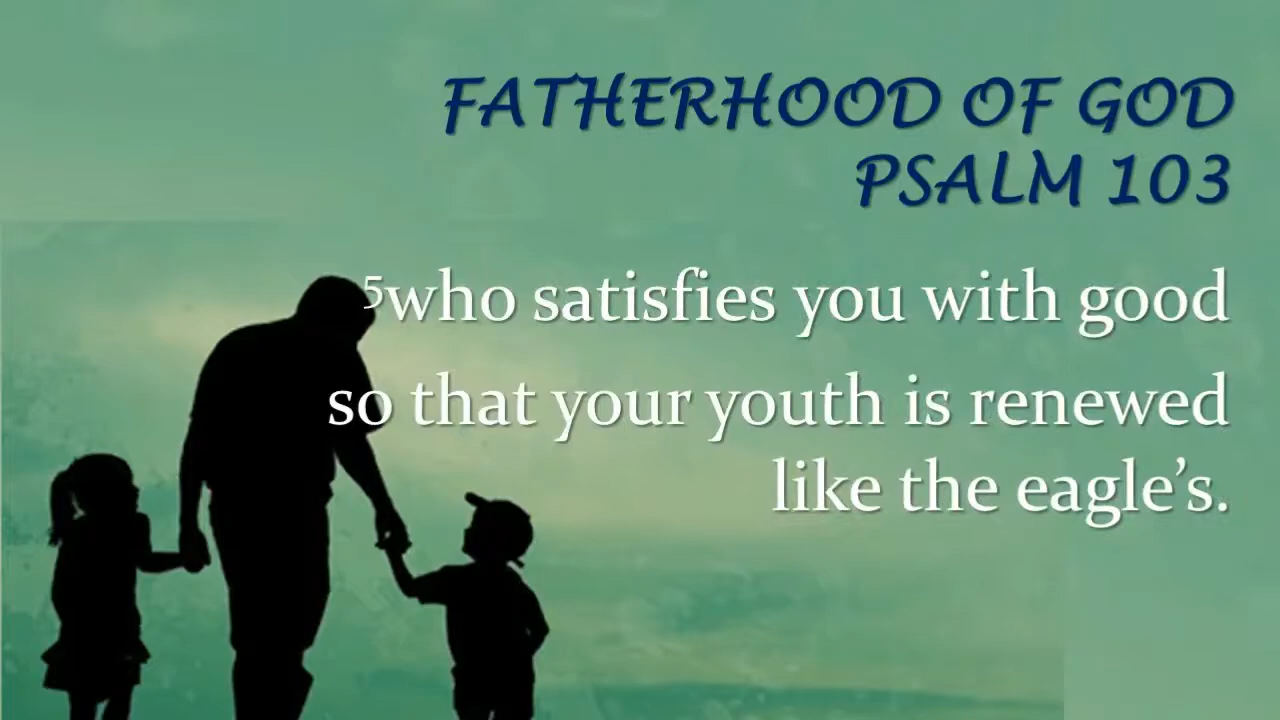 FATHERHOOD OF GOD
PSALM 103
5who satisfies you with good
so that your youth is renewed
like the eagle’s.